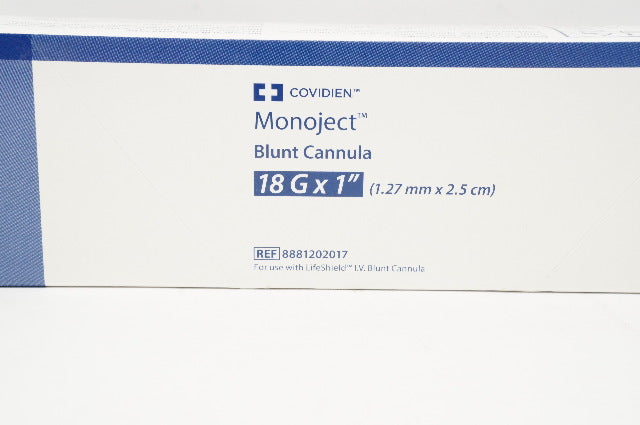 COVIDIEN™
Monoject™
Blunt Cannula
18 G x 1” (1.27 mm x 2.5 cm)
REF 8881202017
For use with LifeShield™ I.V. Blunt Cannula